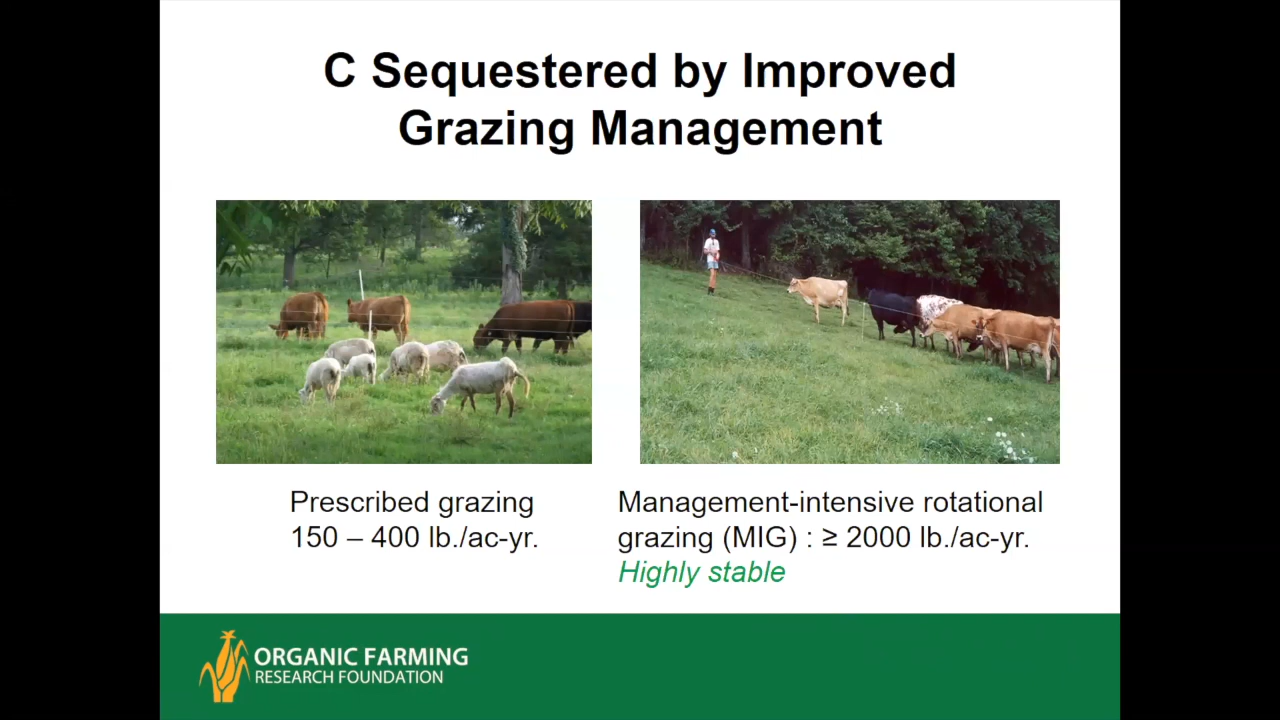 C Sequestered by Improved
Grazing Management
Prescribed grazing
150 – 400 lb./ac-yr.
Management-intensive rotational
grazing (MIG) : ≥ 2000 lb./ac-yr.
Highly stable
ORGANIC FARMING
RESEARCH FOUNDATION